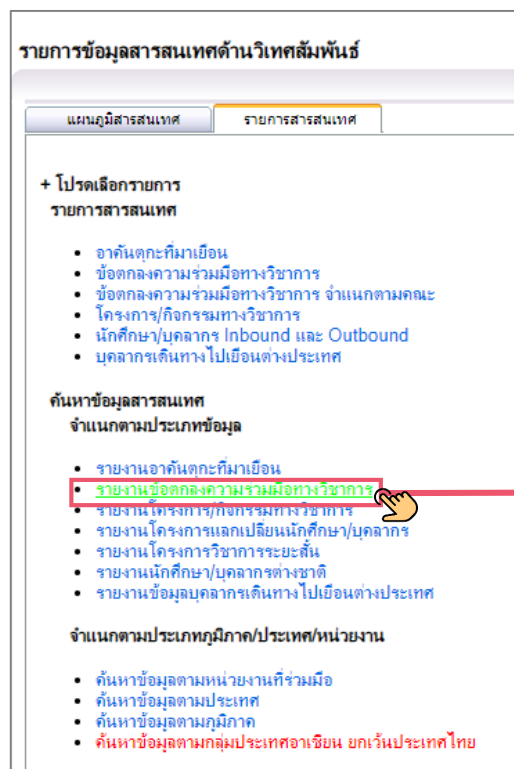 รายการข้อมูลสารสนเทศด้านวิเทศสัมพันธ์
แผนภูมิสารสนเทศ
รายการสารสนเทศ
+ โปรดเลือกรายการ
รายการสารสนเทศ
อาคันตุกะที่มาเยือน
ข้อตกลงความร่วมมือทางวิชาการ
ข้อตกลงความร่วมมือทางวิชาการ จำแนกตามคณะ
โครงการ/กิจกรรมทางวิชาการ
นักศึกษา/บุคลากร Inbound และ Outbound
บุคลากรเดินทางไปเยือนต่างประเทศ
ค้นหาข้อมูลสารสนเทศ
จำแนกตามประเภทข้อมูล
รายงานอาคันตุกะที่มาเยือน
รายงานข้อตกลงความร่วมมือทางวิชาการ
รายงานโครงการ/กิจกรรมทางวิชาการ
รายงานโครงการแลกเปลี่ยนนักศึกษา/บุคลากร
รายงานโครงการวิชาการระยะสั้น
รายงานนักศึกษา/บุคลากรต่างชาติ
รายงานข้อมูลบุคลากรเดินทางไปเยือนต่างประเทศ
จำแนกตามประเภทภูมิภาค/ประเทศ/หน่วยงาน
ค้นหาข้อมูลตามหน่วยงานที่ร่วมมือ
ค้นหาข้อมูลตามประเทศ
ค้นหาข้อมูลตามภูมิภาค
ค้นหาข้อมูลตามกลุ่มประเทศอาเซียน ยกเว้นประเทศไทย